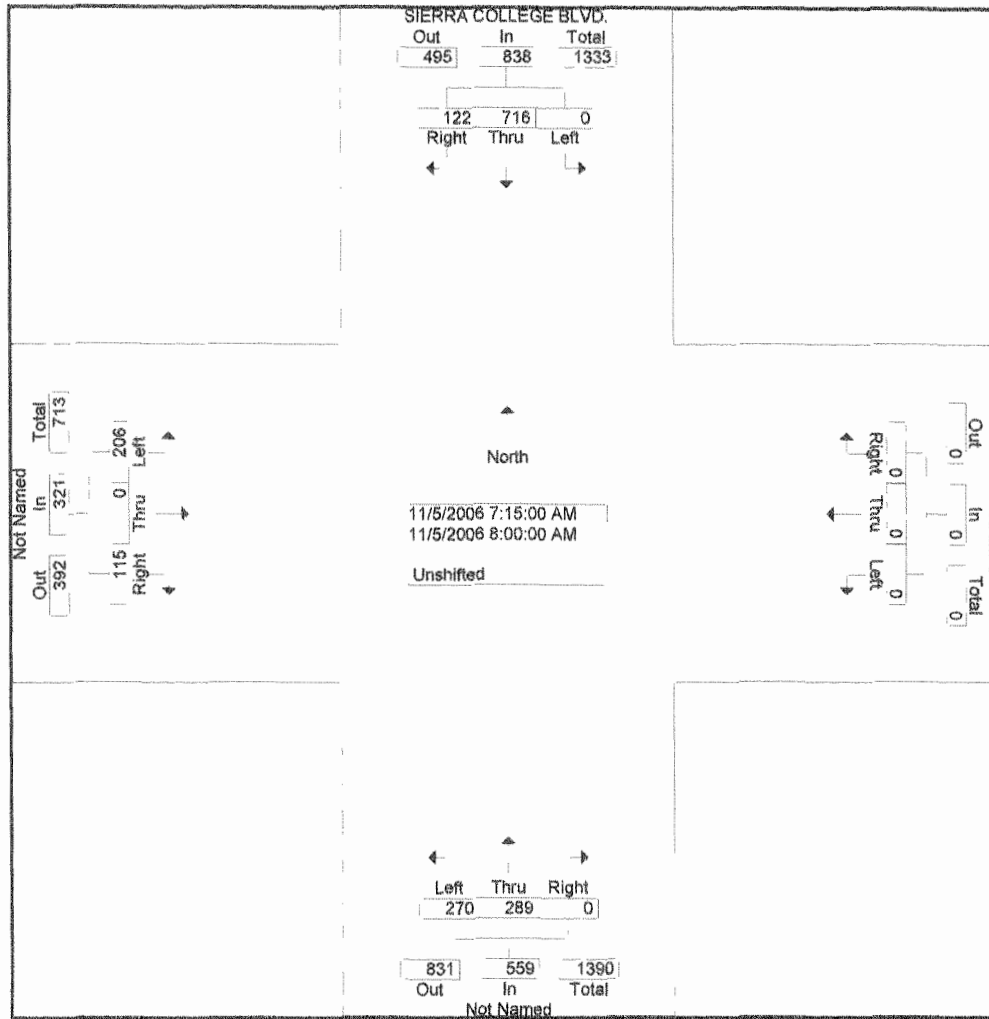 SIERRA COLLEGE BLVD.
Out In Total
495 838 1333
122 716 0
Right Thru Left
Not Named
Total In Out
713 321 392
206 0 115
Left Thru Right
North
11/5/2006 7:15:00 AM
11/5/2006 8:00:00 AM
Unshifted
Right Thru Left
0 0 0
Out In Total
0 0 0
Left Thru Right
270 289 0
831 559 1390
Out In Total
Not Named